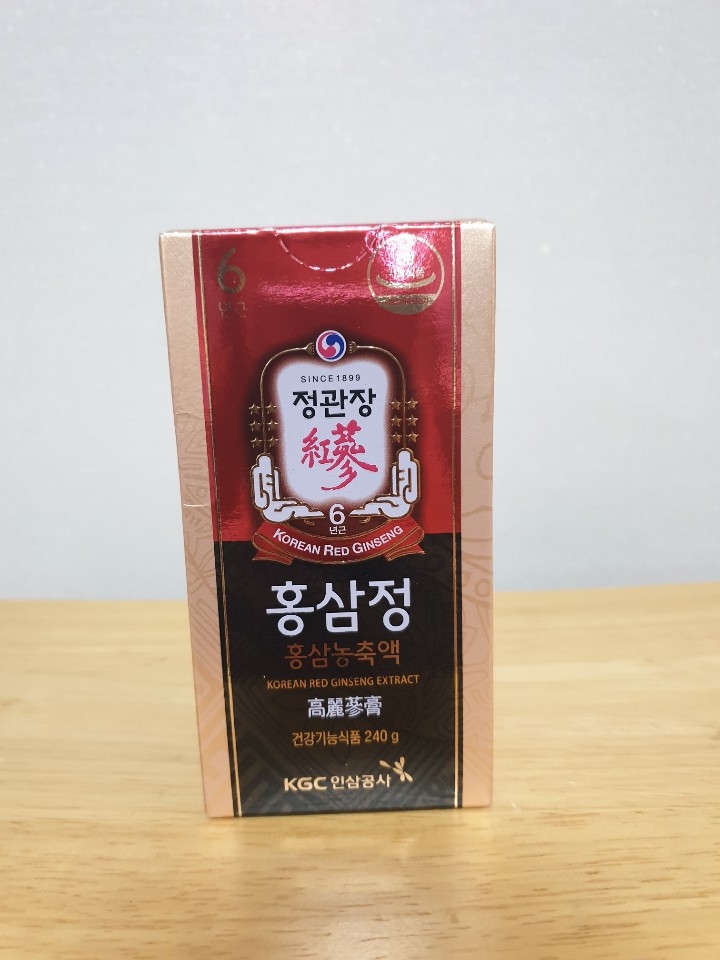 6
년근
SINCE 1899
정관장
紅蔘
6
년근
KOREAN RED GINSENG
홍삼정
홍삼농축액
KOREAN RED GINSENG EXTRACT
高麗蔘膏
건강기능식품 240 g
KGC 인삼공사